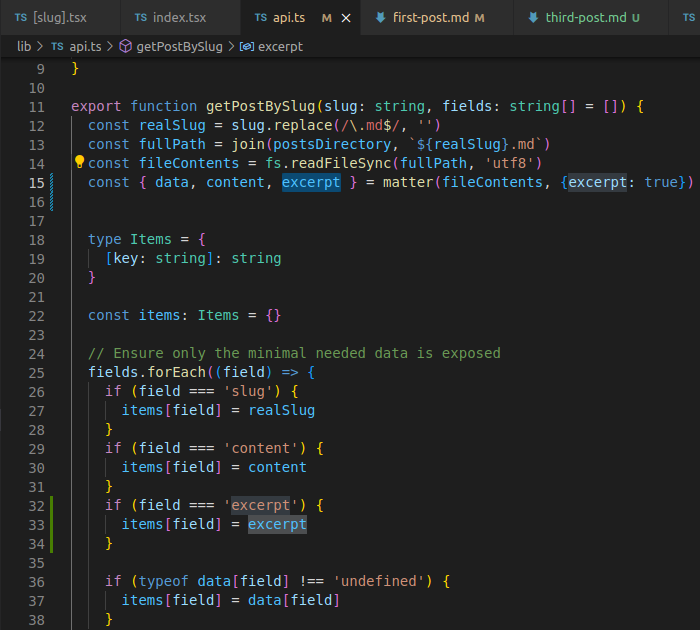 TS [slug].tsx TS index.tsx TS api.ts M × first-post.md M third-post.md U TS
lib > TS api.ts > getPostBySlug > excerpt
9 }
10
11 export function getPostBySlug(slug: string, fields: string[] = []) {
12 const realSlug = slug.replace(/\.md$/, '')
13 const fullPath = join(postsDirectory, `${realSlug}.md`)
14 const fileContents = fs.readFileSync(fullPath, 'utf8')
15 const { data, content, excerpt } = matter(fileContents, {excerpt: true})
16
17
18 type Items = {
19 [key: string]: string
20 }
21
22 const items: Items = {}
23
24 // Ensure only the minimal needed data is exposed
25 fields.forEach((field) => {
26 if (field === 'slug') {
27 items[field] = realSlug
28 }
29 if (field === 'content') {
30 items[field] = content
31 }
32 if (field === 'excerpt') {
33 items[field] = excerpt
34 }
35
36 if (typeof data[field] !== 'undefined') {
37 items[field] = data[field]
38 }